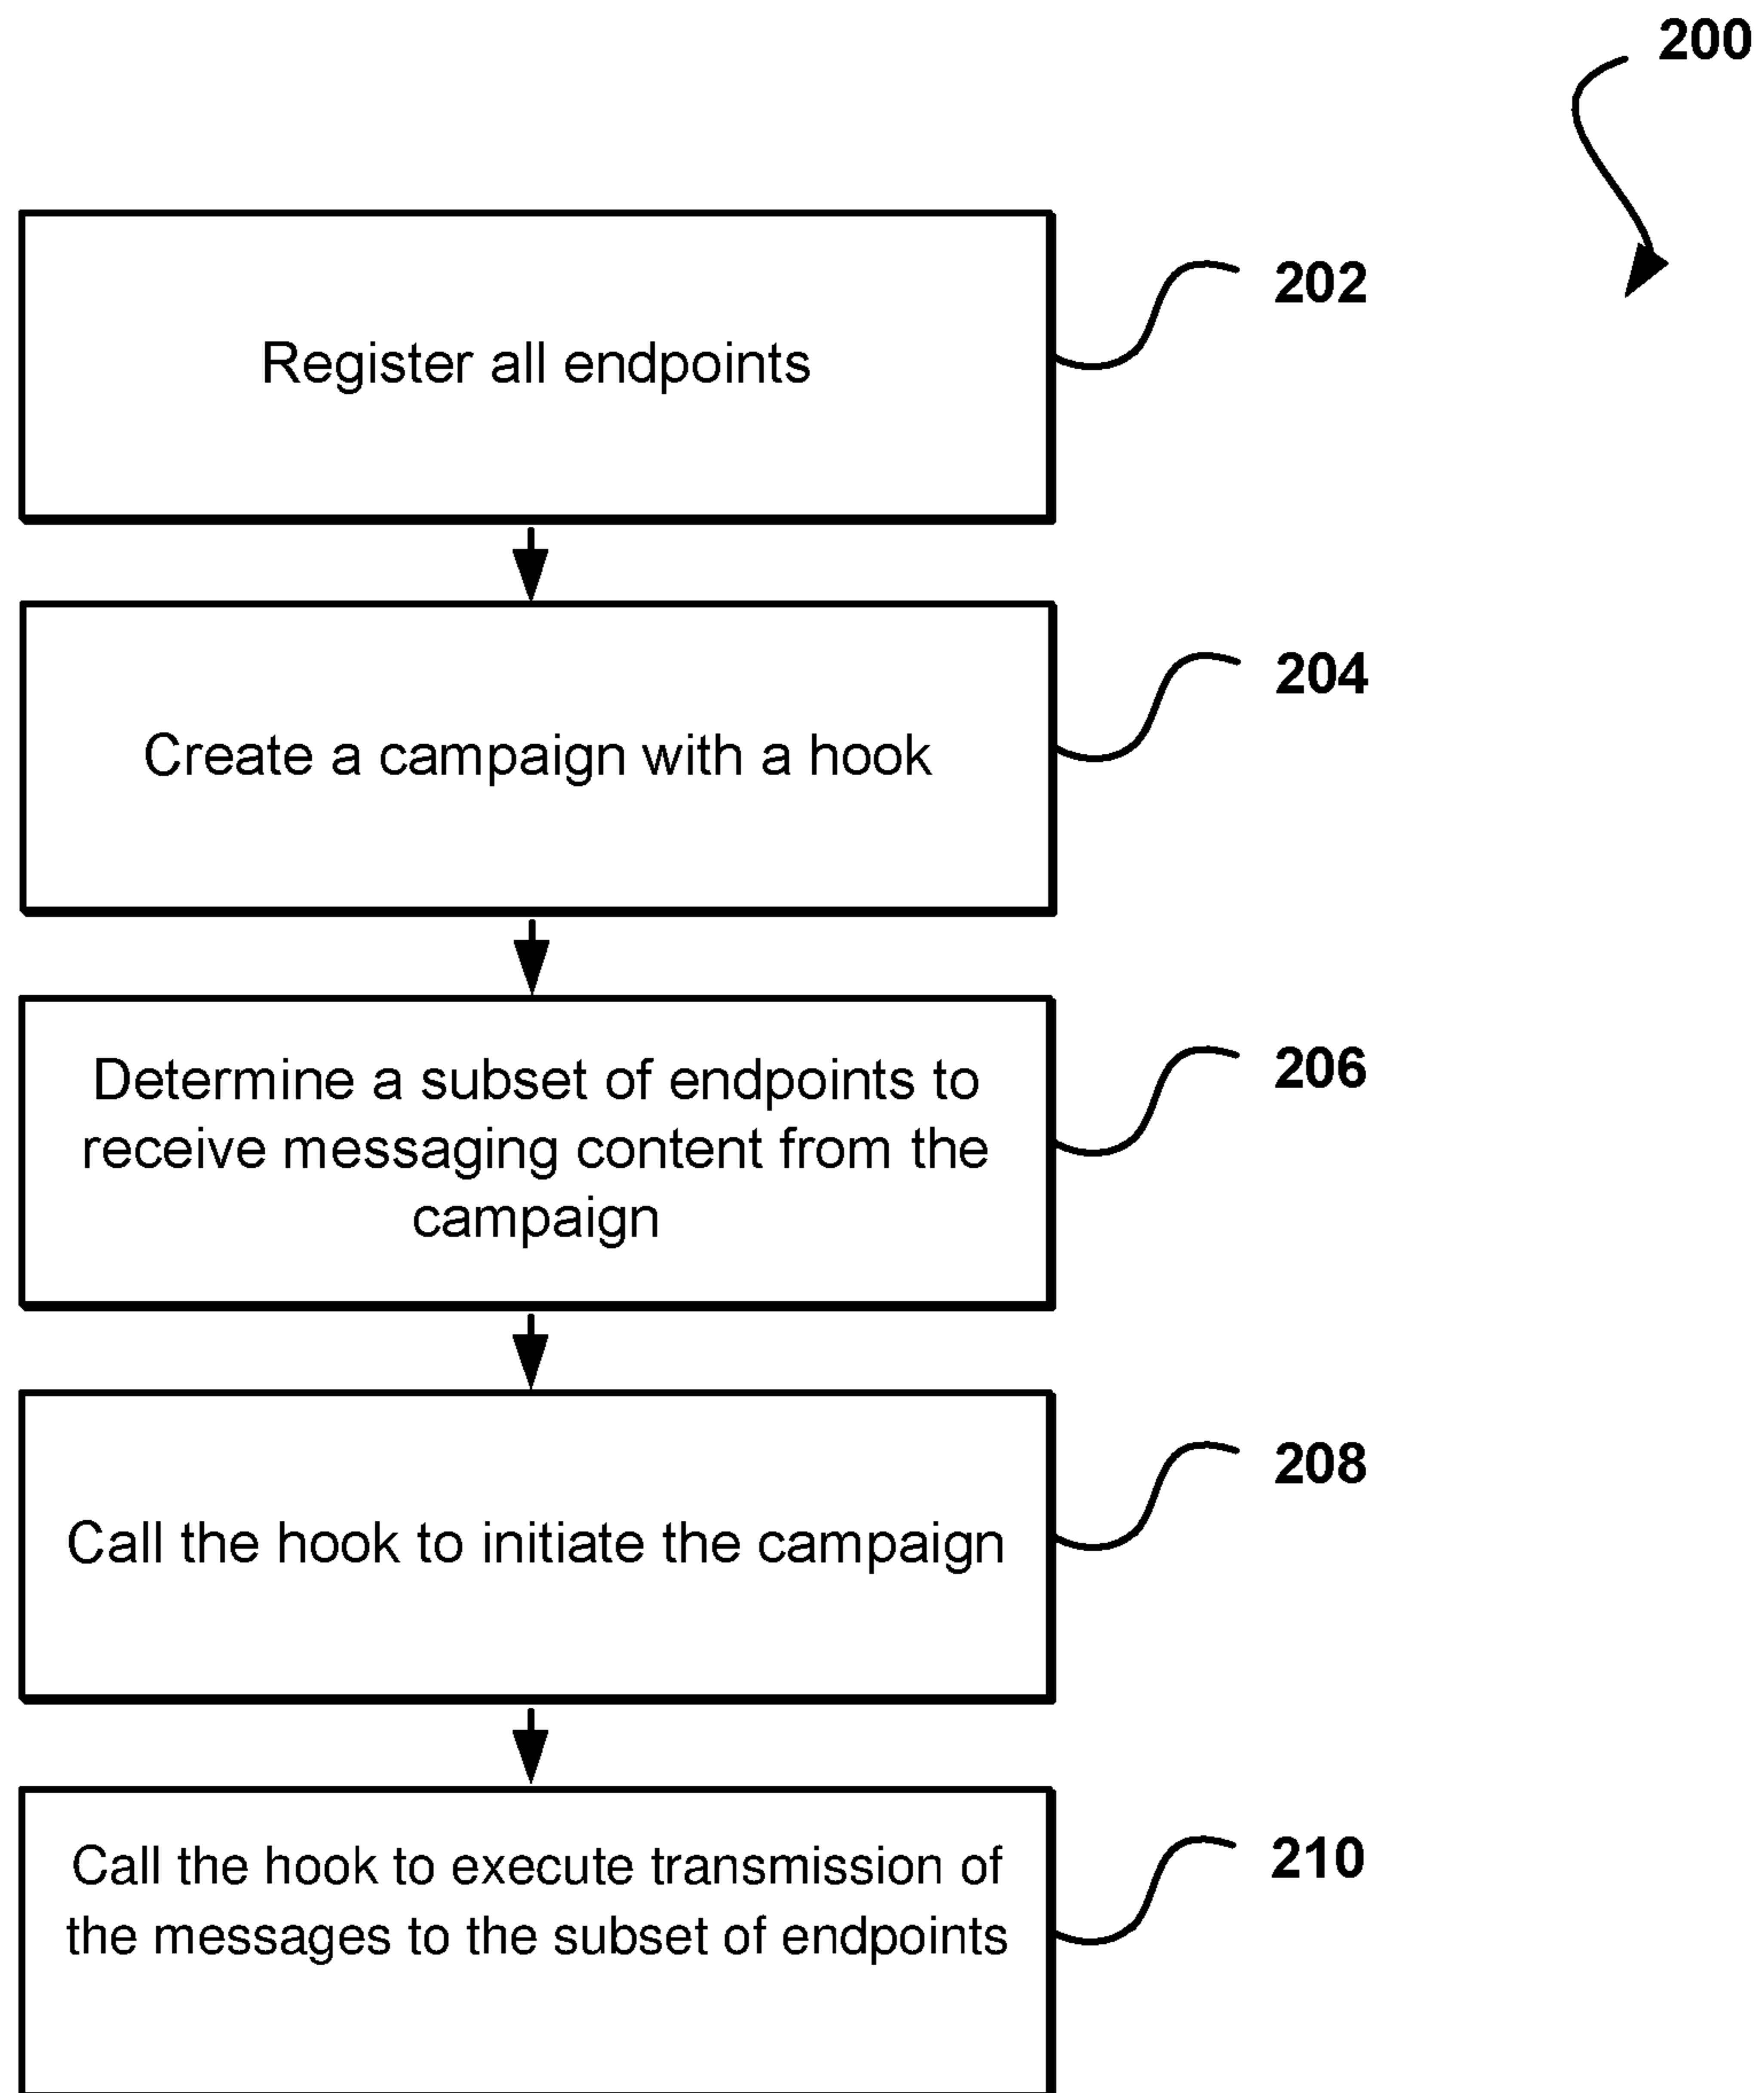 200
Register all endpoints
202
Create a campaign with a hook
204
Determine a subset of endpoints to
receive messaging content from the
campaign
206
Call the hook to initiate the campaign
208
Call the hook to execute transmission of
the messages to the subset of endpoints
210